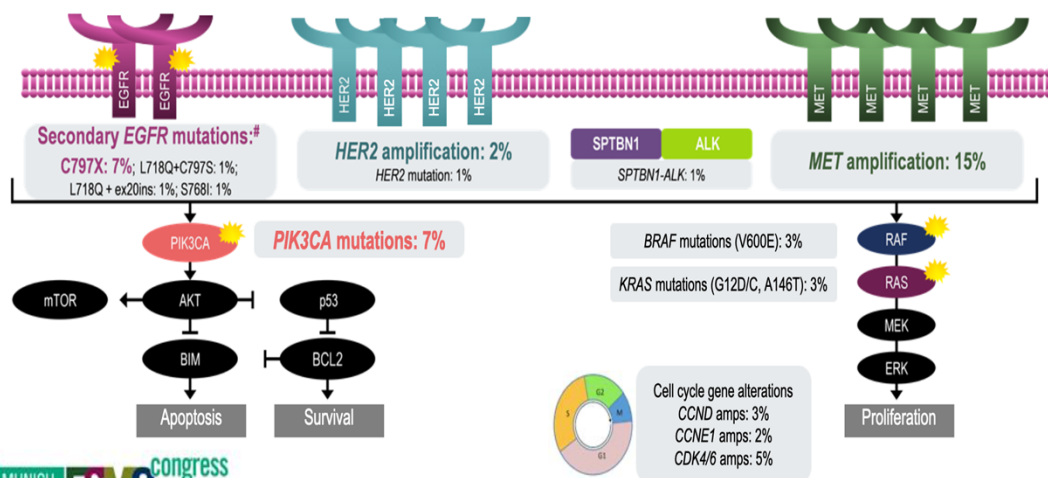 EGFR
EGFR
HER2
HER2
HER2
HER2
MET
MET
MET
MET
Secondary EGFR mutations:#
C797X: 7%; L718Q+C797S: 1%;
L718Q + ex20ins: 1%; S768I: 1%
HER2 amplification: 2%
HER2 mutation: 1%
SPTBN1 ALK
SPTBN1-ALK: 1%
MET amplification: 15%
PIK3CA
PIK3CA mutations: 7%
BRAF mutations (V600E): 3%
RAF
KRAS mutations (G12D/C, A146T): 3%
RAS
mTOR
AKT
p53
MEK
BIM
BCL2
ERK
Apoptosis
Survival
Proliferation
S
G2
M
G1
Cell cycle gene alterations
CCND amps: 3%
CCNE1 amps: 2%
CDK4/6 amps: 5%
congress